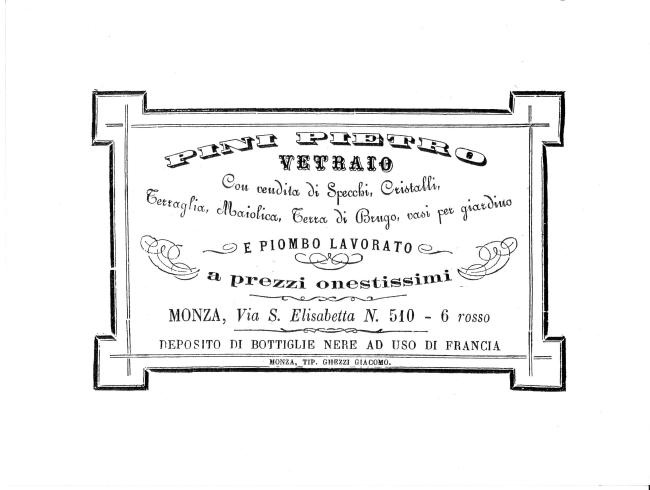 PINI PIETRO
VETRAIO
Con vendita di Specchi, Cristalli,
Terraglia, Maiolica, Terra di Brugo, vasi per giardino
E PIOMBO LAVORATO
a prezzi onestissimi
MONZA, Via S. Elisabetta N. 510 - 6 rosso
DEPOSITO DI BOTTIGLIE NERE AD USO DI FRANCIA
MONZA, TIP. GHEZZI GIACOMO.